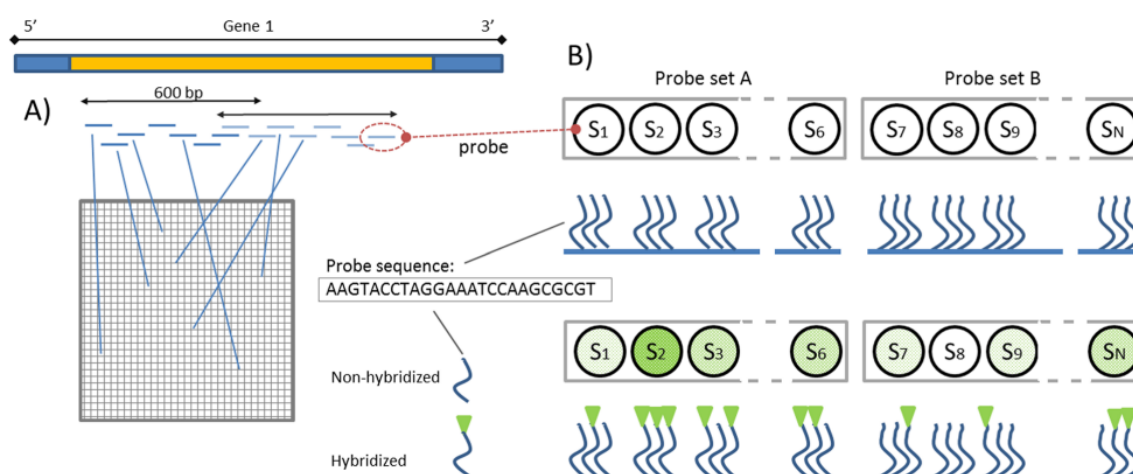 5’ Gene 1 3’
A)
600 bp
probe
Probe sequence:
AAGTACCTAGGAAATCCAAGCGCGT
Non-hybridized
Hybridized
B)
Probe set A Probe set B
S1 S2 S3 S6 S7 S8 S9 SN
S1 S2 S3 S6 S7 S8 S9 SN